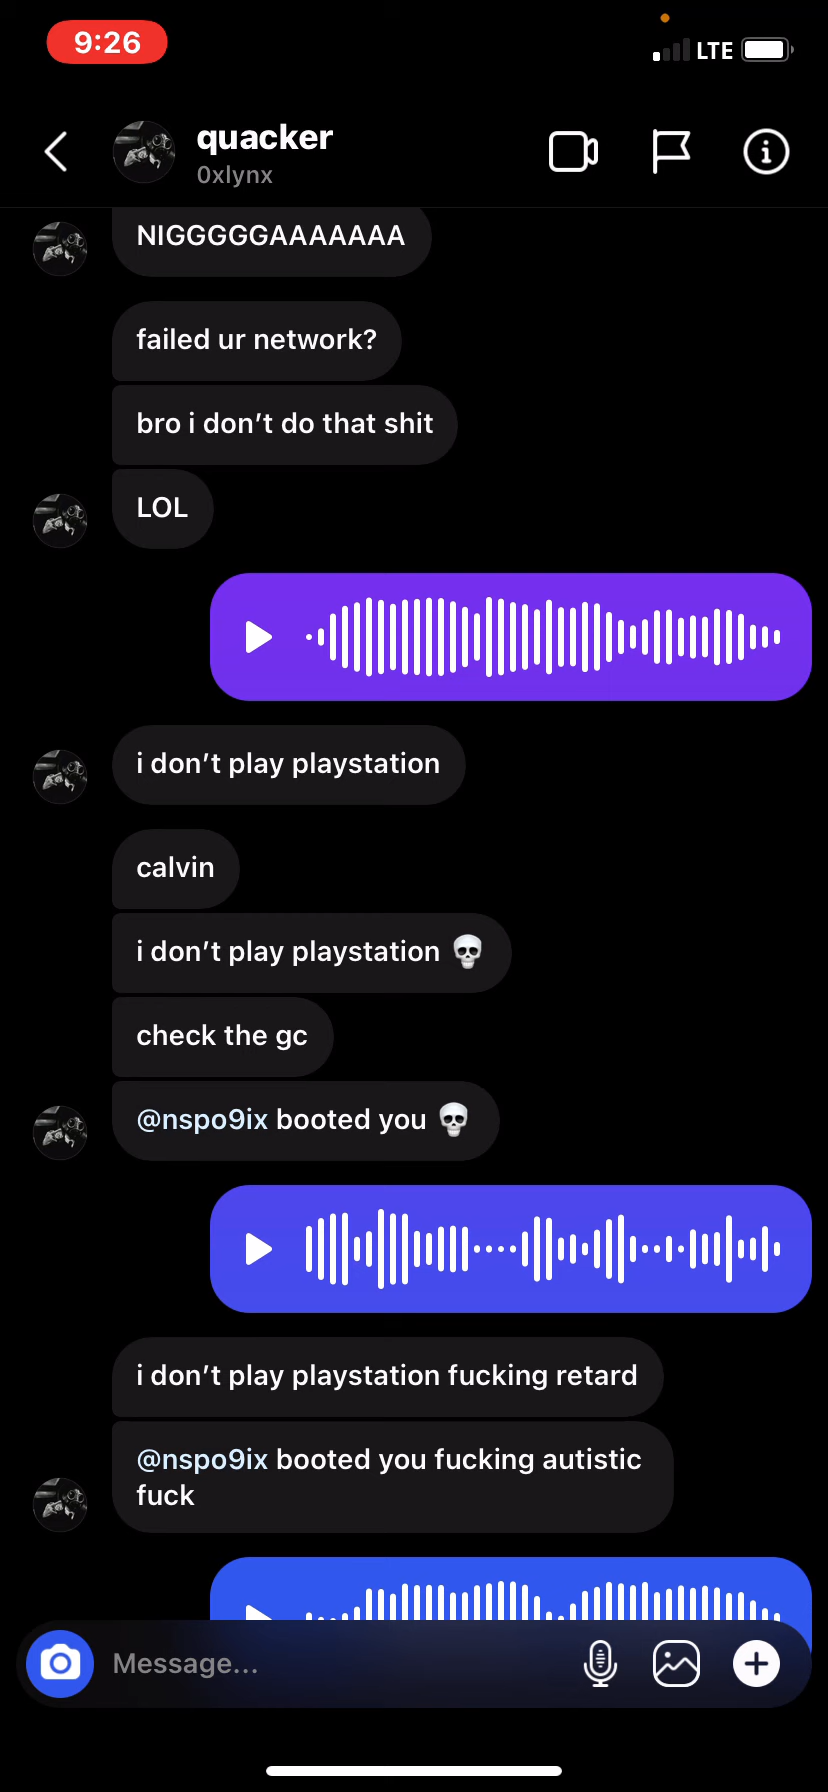 9:26
LTE
quacker
0xlynx
NIGGGGGAAAAAAA
failed ur network?
bro i don’t do that shit
LOL
i don’t play playstation
calvin
i don’t play playstation 💀
check the gc
@nspo9ix booted you 💀
i don’t play playstation fucking retard
@nspo9ix booted you fucking autistic
fuck
Message...